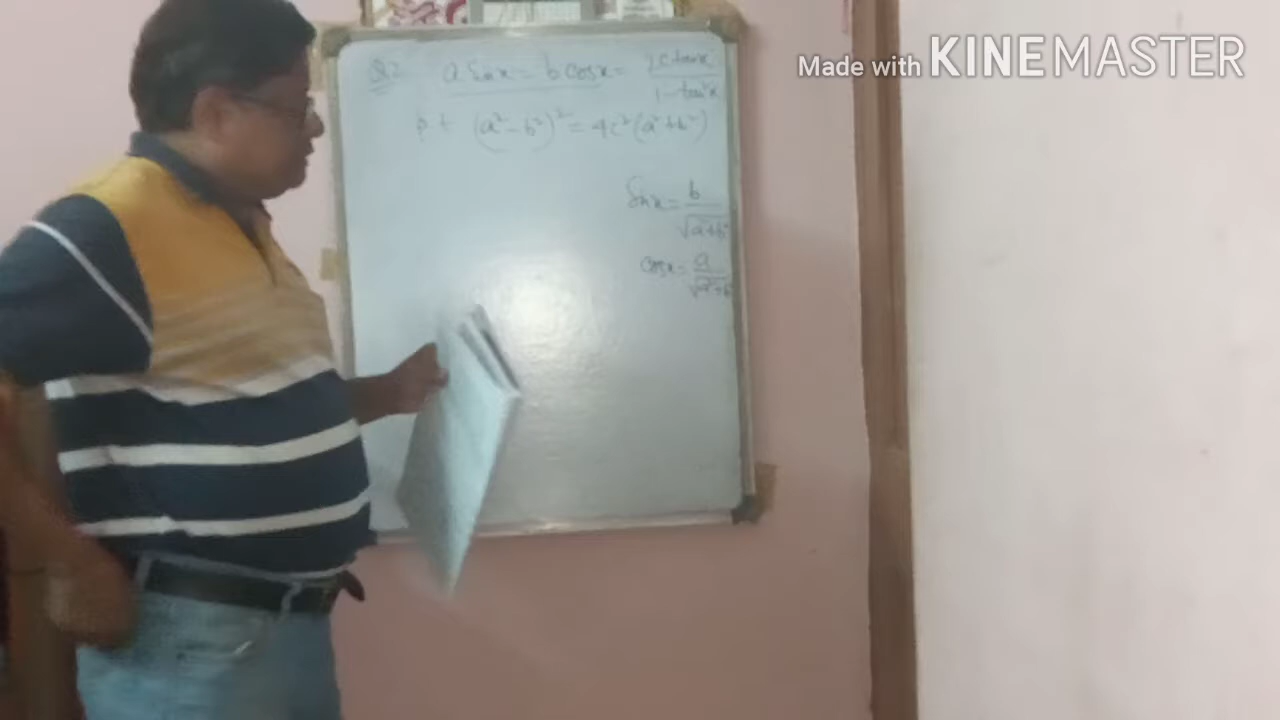 Made with KINEMASTER
Q2 a Sinx = b Cosx = 2c tanx / 1 - tan²x
p t (a² - b²)² = 4c² (a² + b²)
Sinx = b / √a² + b²
Cosx = a / √a² + b²